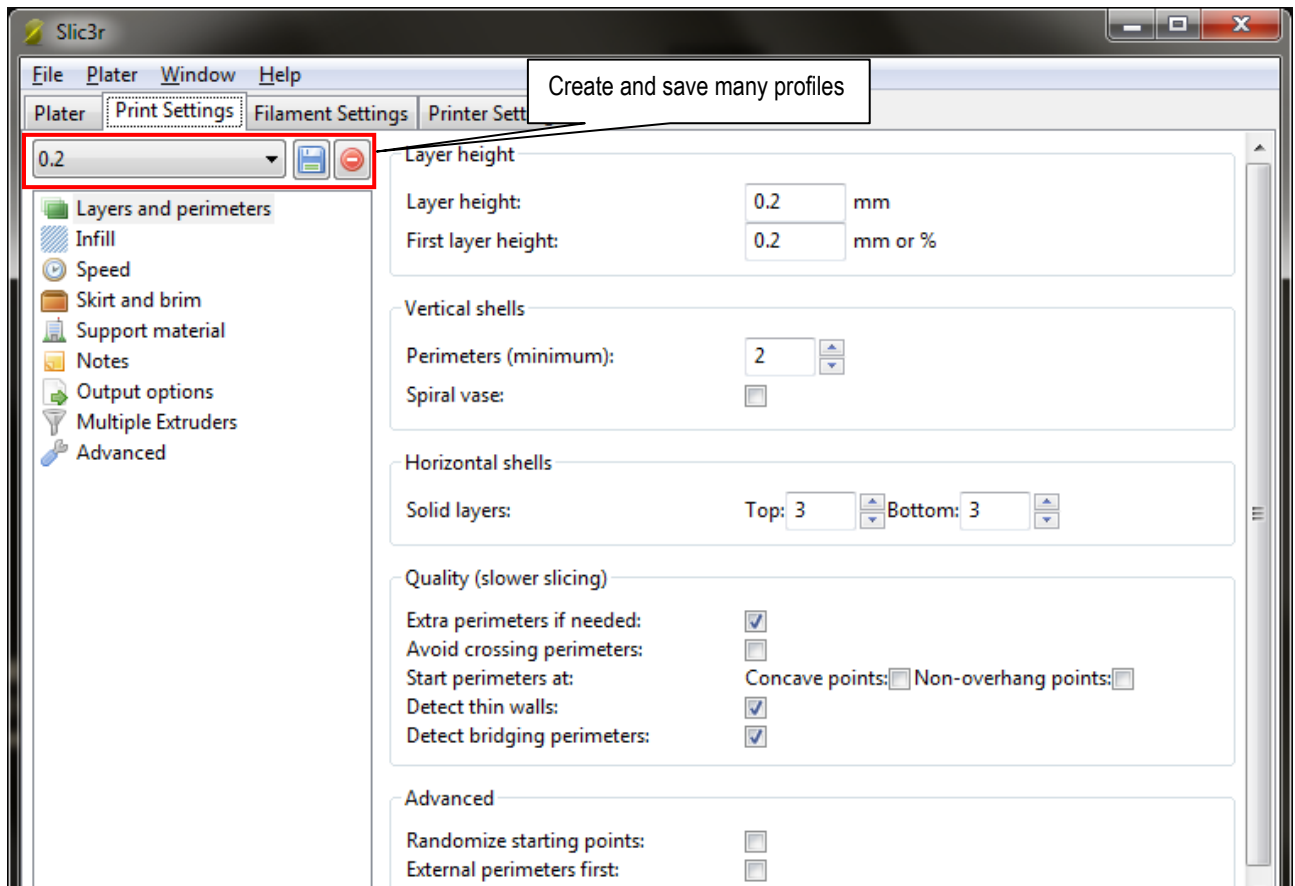 Slic3r
File Plater Window Help
Create and save many profiles
Plater Print Settings Filament Settings Printer Sett
0.2
Layers and perimeters
Infill
Speed
Skirt and brim
Support material
Notes
Output options
Multiple Extruders
Advanced
Layer height
Layer height: 0.2 mm
First layer height: 0.2 mm or %
Vertical shells
Perimeters (minimum): 2
Spiral vase:
Horizontal shells
Solid layers: Top: 3 Bottom: 3
Quality (slower slicing)
Extra perimeters if needed:
Avoid crossing perimeters:
Start perimeters at: Concave points: Non-overhang points:
Detect thin walls:
Detect bridging perimeters:
Advanced
Randomize starting points:
External perimeters first: